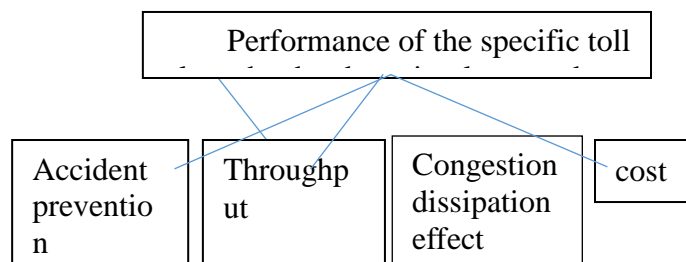 Performance of the specific toll
Accident
preventio
n
Throughp
ut
Congestion
dissipation
effect
cost